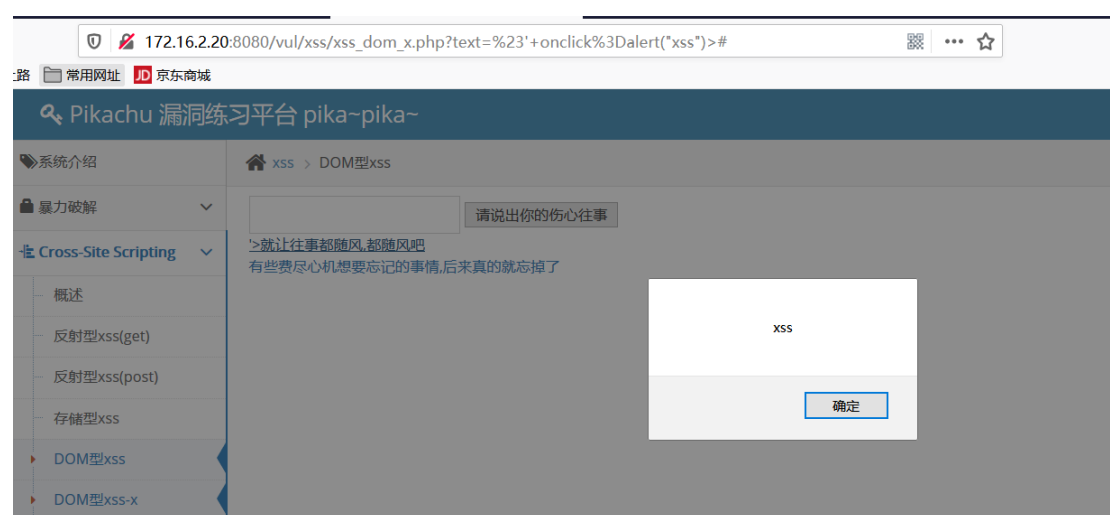 172.16.2.20:8080/vul/xss/xss_dom_x.php?text=%23'+onclick%3Dalert("xss")>#
上路 常用网址 JD 京东商城
Pikachu 漏洞练习平台 pika~pika~
系统介绍
xss > DOM型xss
暴力破解
请说出你的伤心往事
Cross-Site Scripting
'>就让往事都随风,都随风吧
有些费尽心机想要忘记的事情,后来真的就忘掉了
概述
xss
反射型xss(get)
反射型xss(post)
确定
存储型xss
DOM型xss
DOM型xss-x